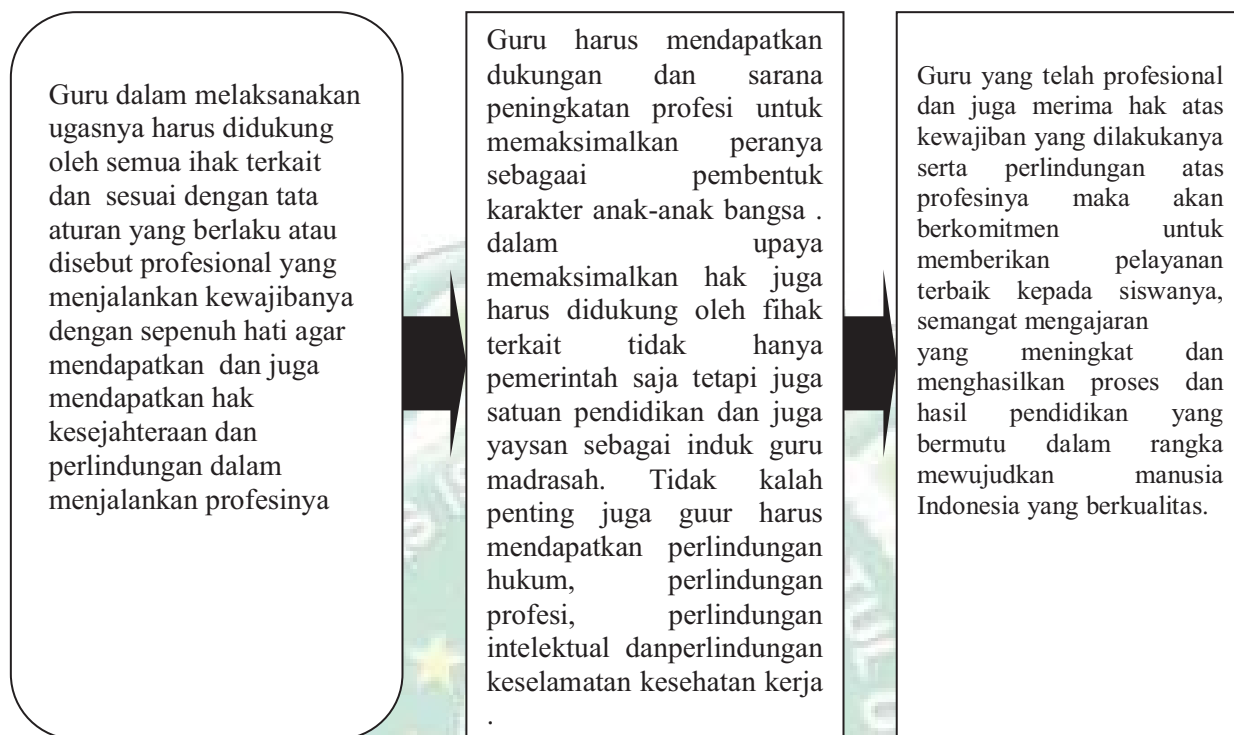 Guru dalam melaksanakan
ugasnya harus didukung
oleh semua ihak terkait
dan sesuai dengan tata
aturan yang berlaku atau
disebut profesional yang
menjalankan kewajibanya
dengan sepenuh hati agar
mendapatkan dan juga
mendapatkan hak
kesejahteraan dan
perlindungan dalam
menjalankan profesinya
Guru harus mendapatkan
dukungan dan sarana
peningkatan profesi untuk
memaksimalkan peranya
sebagaai pembentuk
karakter anak-anak bangsa .
dalam upaya
memaksimalkan hak juga
harus didukung oleh fihak
terkait tidak hanya
pemerintah saja tetapi juga
satuan pendidikan dan juga
yaysan sebagai induk guru
madrasah. Tidak kalah
penting juga guur harus
mendapatkan perlindungan
hukum, perlindungan
profesi, perlindungan
intelektual danperlindungan
keselamatan kesehatan kerja
.
Guru yang telah profesional
dan juga merima hak atas
kewajiban yang dilakukanya
serta perlindungan atas
profesinya maka akan
berkomitmen untuk
memberikan pelayanan
terbaik kepada siswanya,
semangat mengajaran
yang meningkat dan
menghasilkan proses dan
hasil pendidikan yang
bermutu dalam rangka
mewujudkan manusia
Indonesia yang berkualitas.